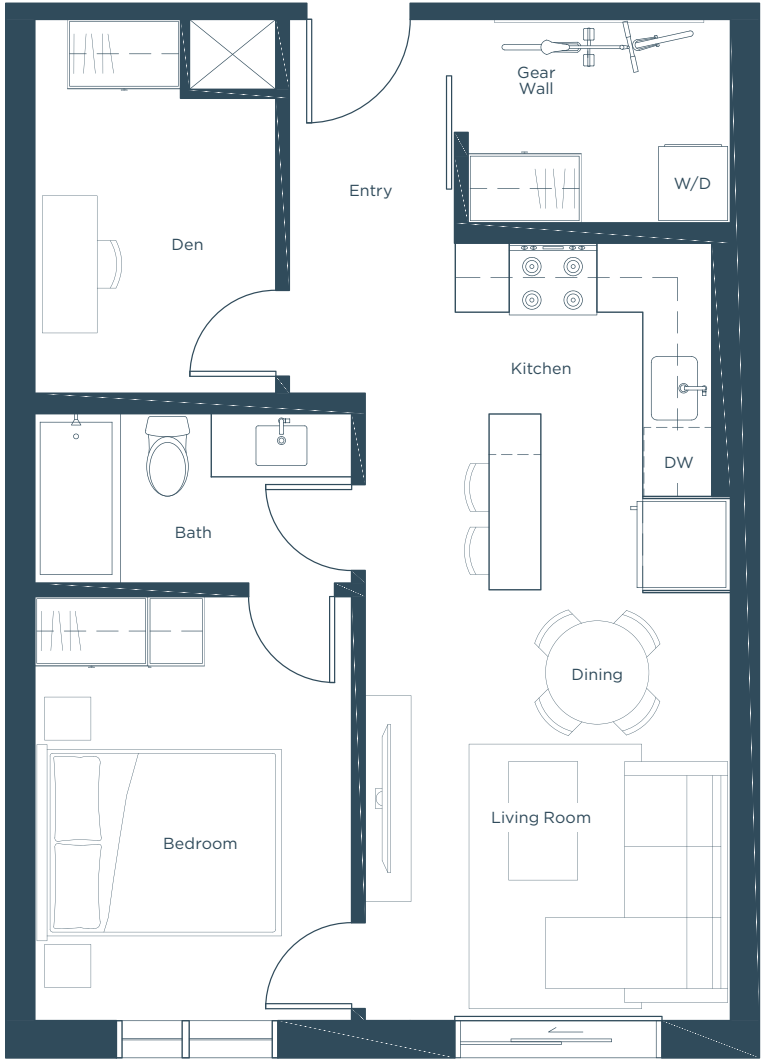 Gear
Wall
W/D
Entry
Den
Kitchen
DW
Bath
Dining
Living Room
Bedroom